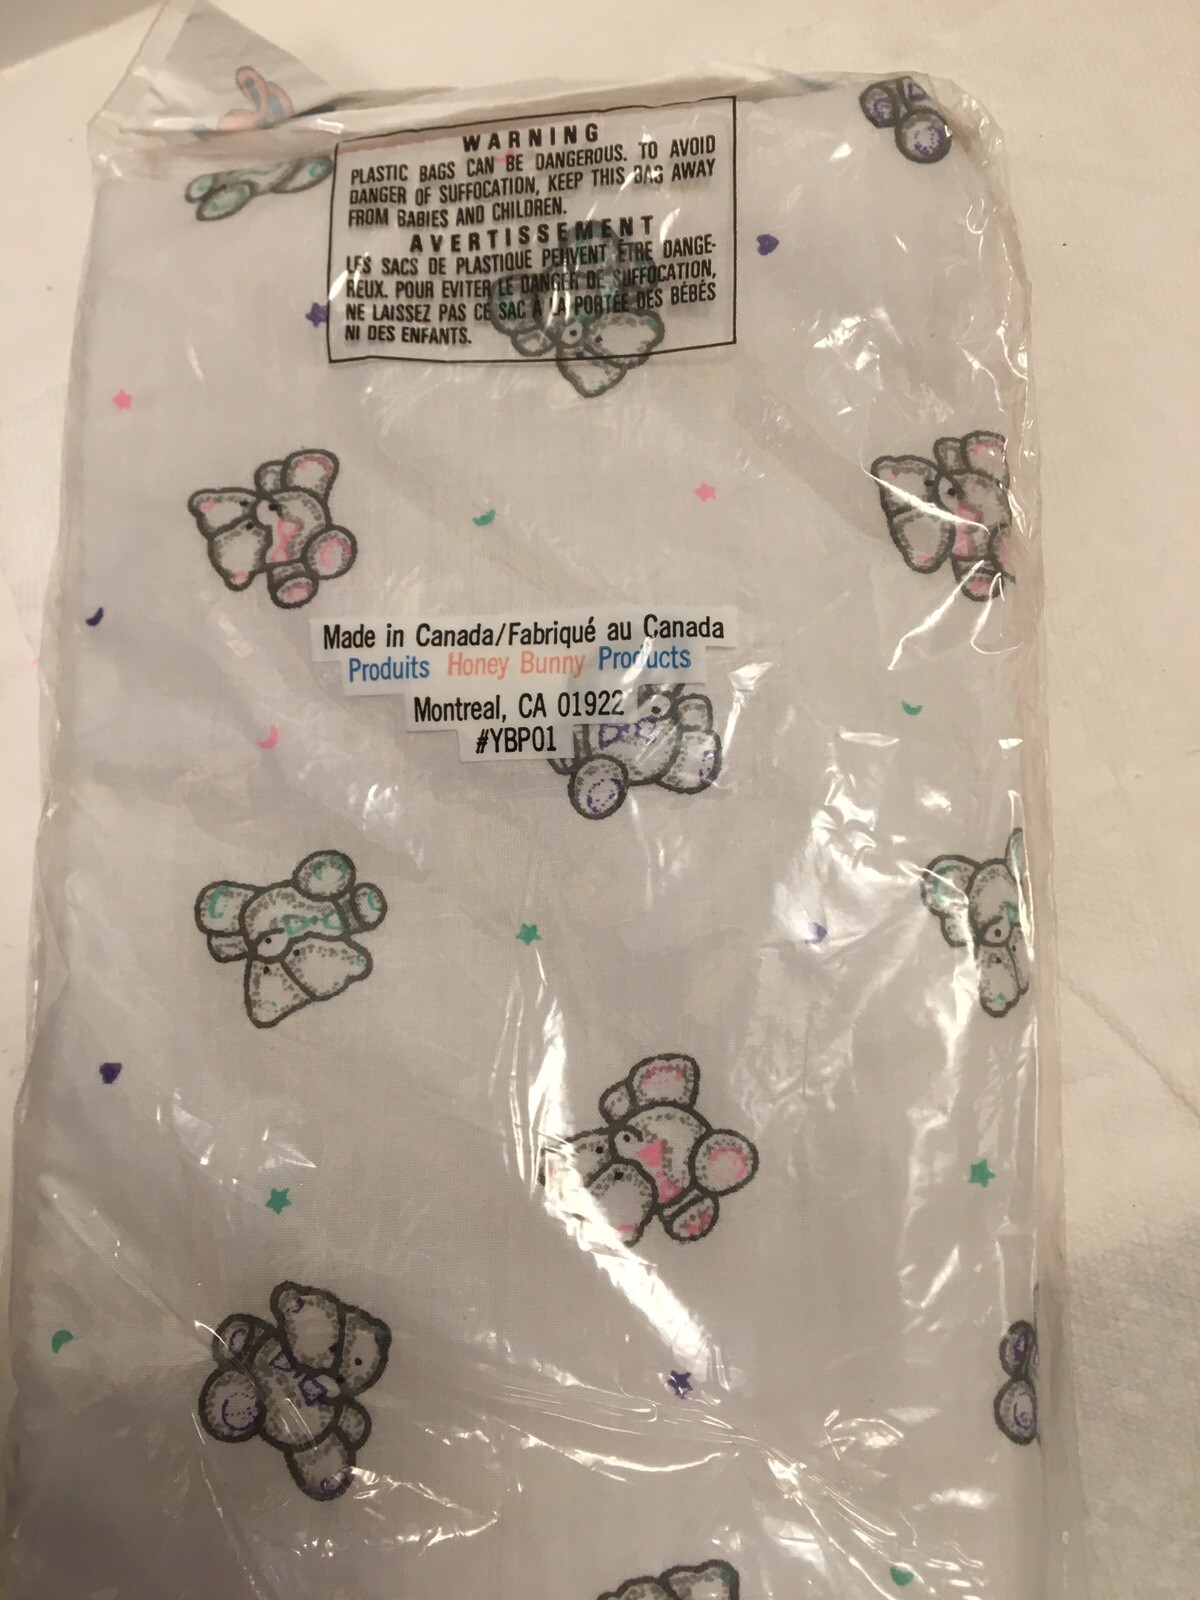 WARNING
PLASTIC BAGS CAN BE DANGEROUS. TO AVOID
DANGER OF SUFFOCATION, KEEP THIS BAG AWAY
FROM BABIES AND CHILDREN.
AVERTISSEMENT
LES SACS DE PLASTIQUE PEUVENT ÊTRE DANGE-
REUX. POUR EVITER LE DANGER DE SUFFOCATION,
NE LAISSEZ PAS CE SAC A LA PORTÉE DES BÉBÉS
NI DES ENFANTS.
Made in Canada/Fabriqué au Canada
Produits Honey Bunny Products
Montreal, CA 01922
#YBP01